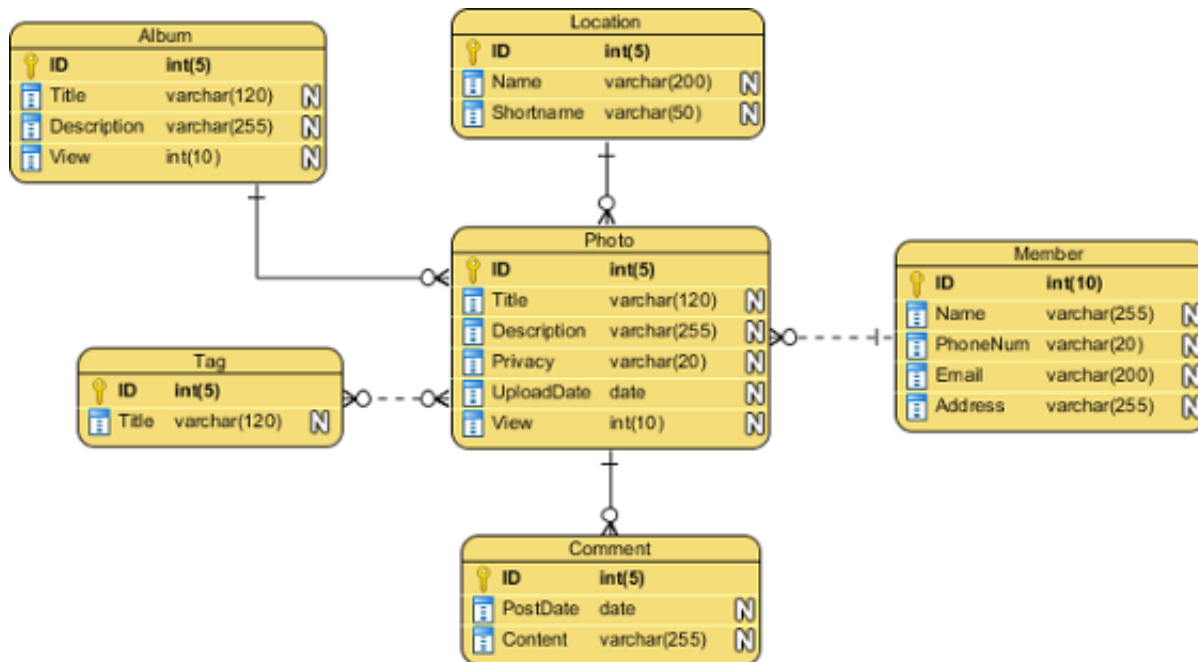 Album
ID int(5)
Title varchar(120) N
Description varchar(255) N
View int(10) N
Location
ID int(5)
Name varchar(200) N
Shortname varchar(50) N
Photo
ID int(5)
Title varchar(120) N
Description varchar(255) N
Privacy varchar(20) N
UploadDate date N
View int(10) N
Member
ID int(10)
Name varchar(255) N
PhoneNum varchar(20) N
Email varchar(200) N
Address varchar(255) N
Tag
ID int(5)
Title varchar(120) N
Comment
ID int(5)
PostDate date N
Content varchar(255) N